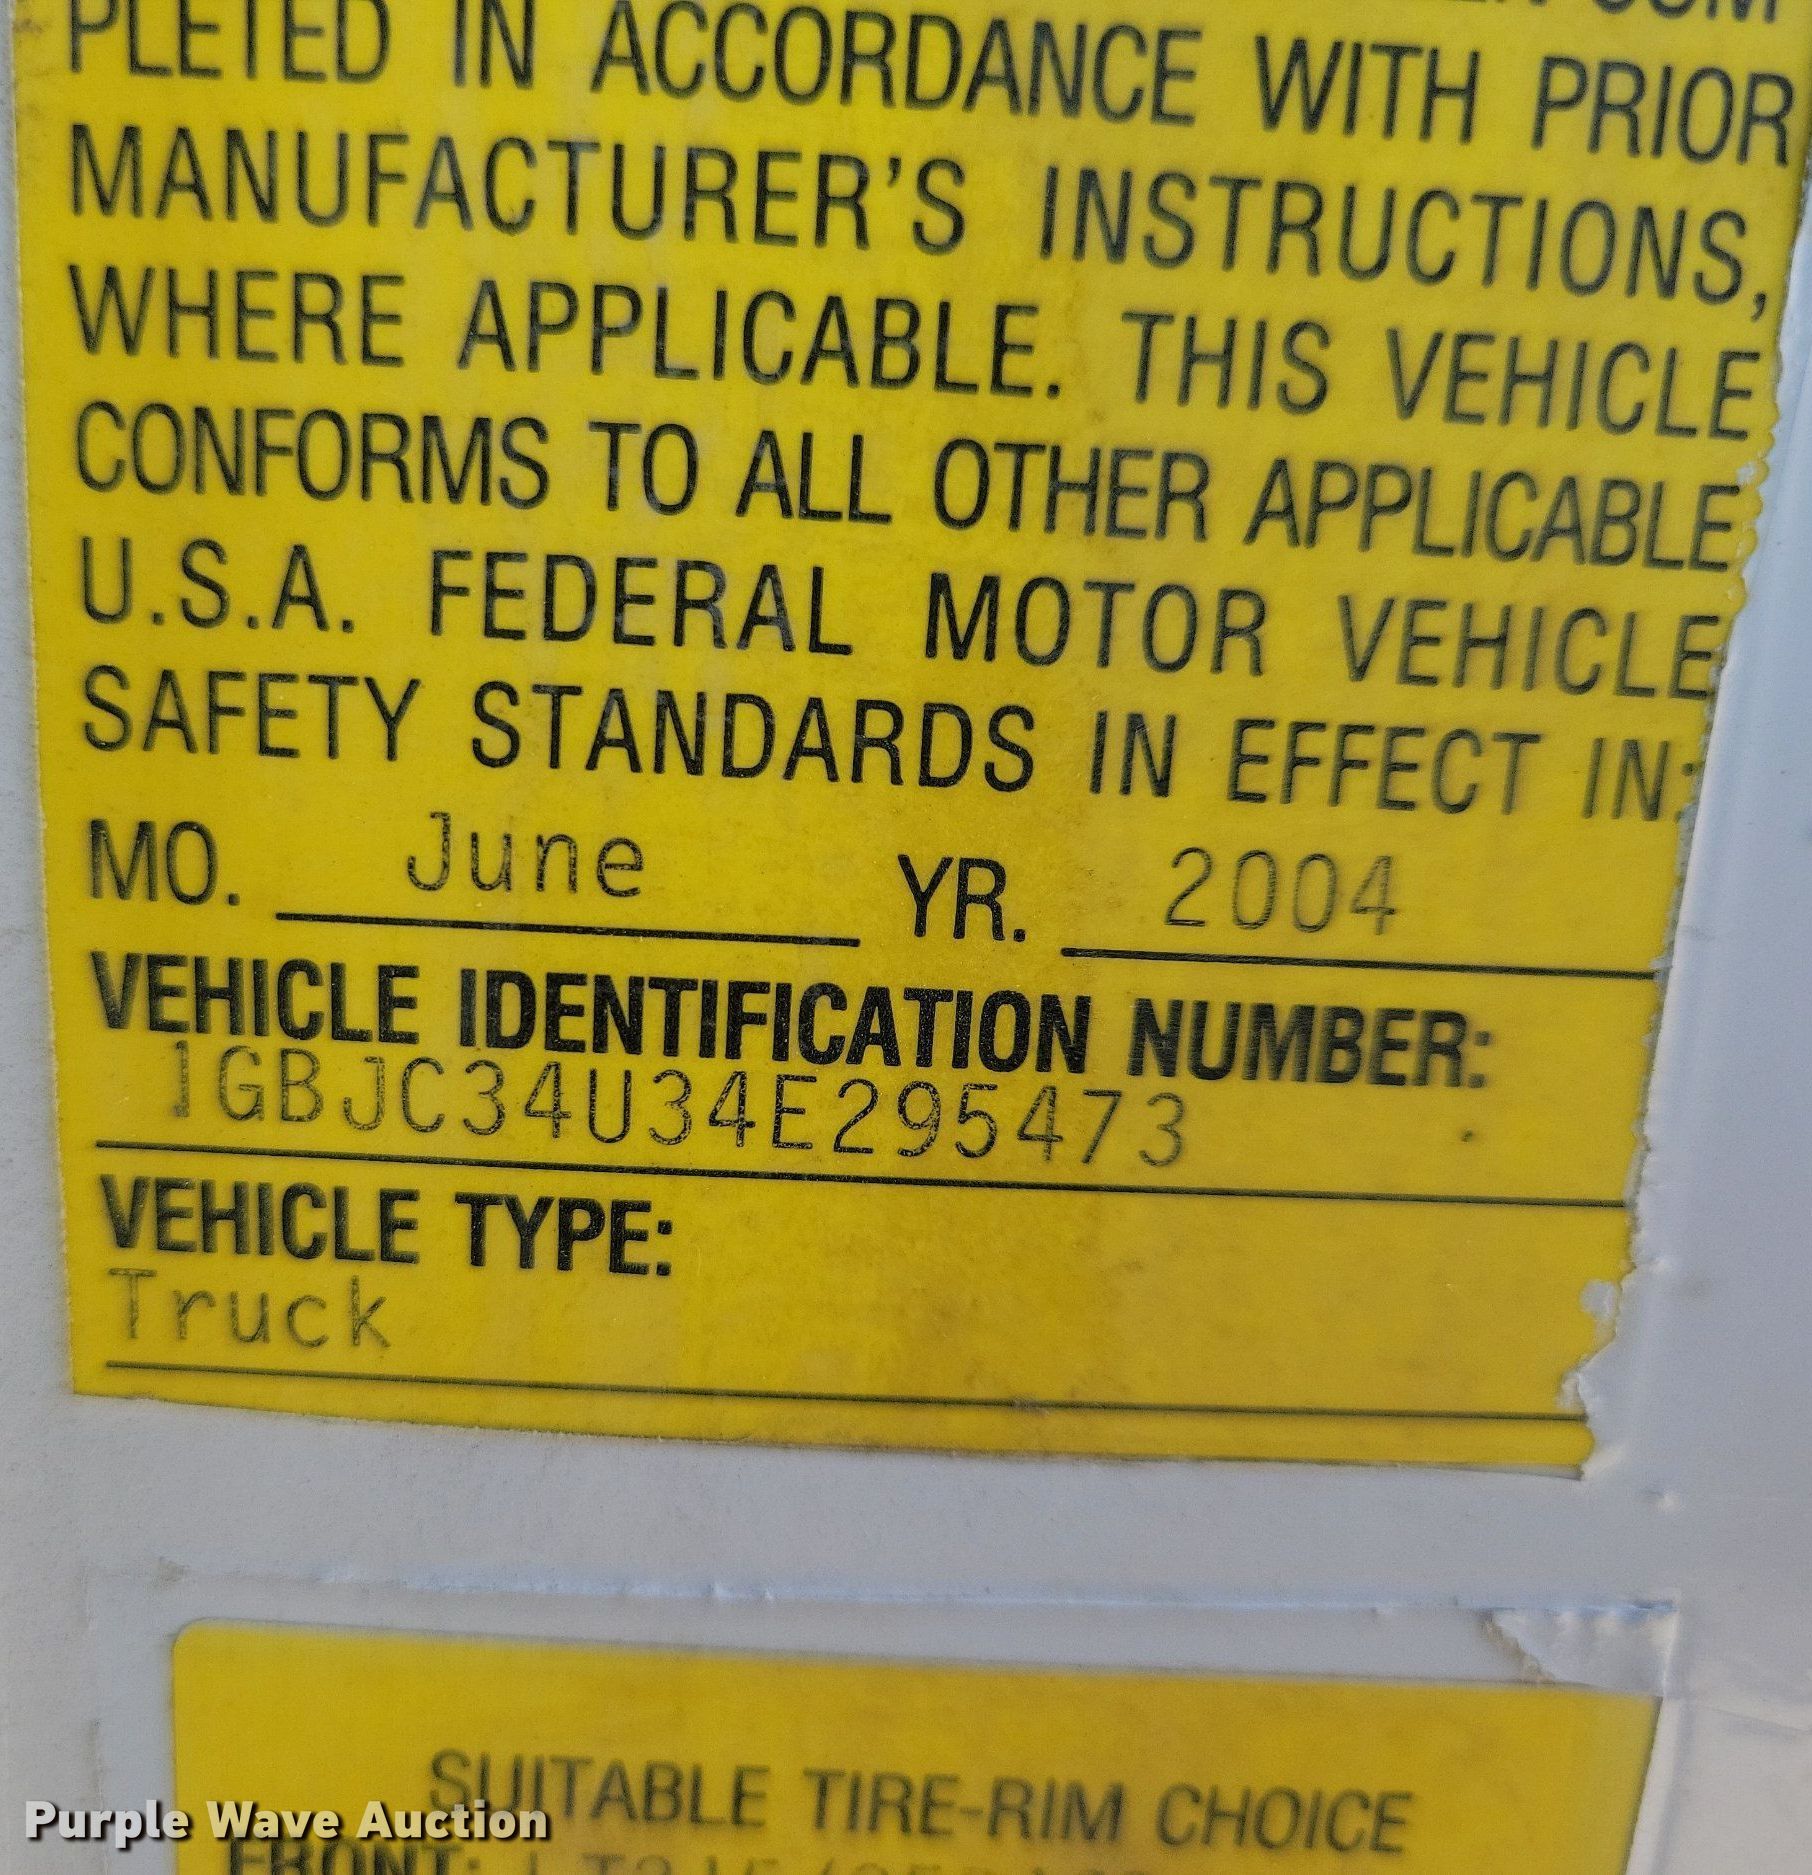 PLETED IN ACCORDANCE WITH PRIOR
MANUFACTURER'S INSTRUCTIONS,
WHERE APPLICABLE. THIS VEHICLE
CONFORMS TO ALL OTHER APPLICABLE
U.S.A. FEDERAL MOTOR VEHICLE
SAFETY STANDARDS IN EFFECT IN:
MO. June YR. 2004
VEHICLE IDENTIFICATION NUMBER:
1GBJC34U34E295473
VEHICLE TYPE:
Truck
SUITABLE TIRE-RIM CHOICE
FRONT:
Purple Wave Auction